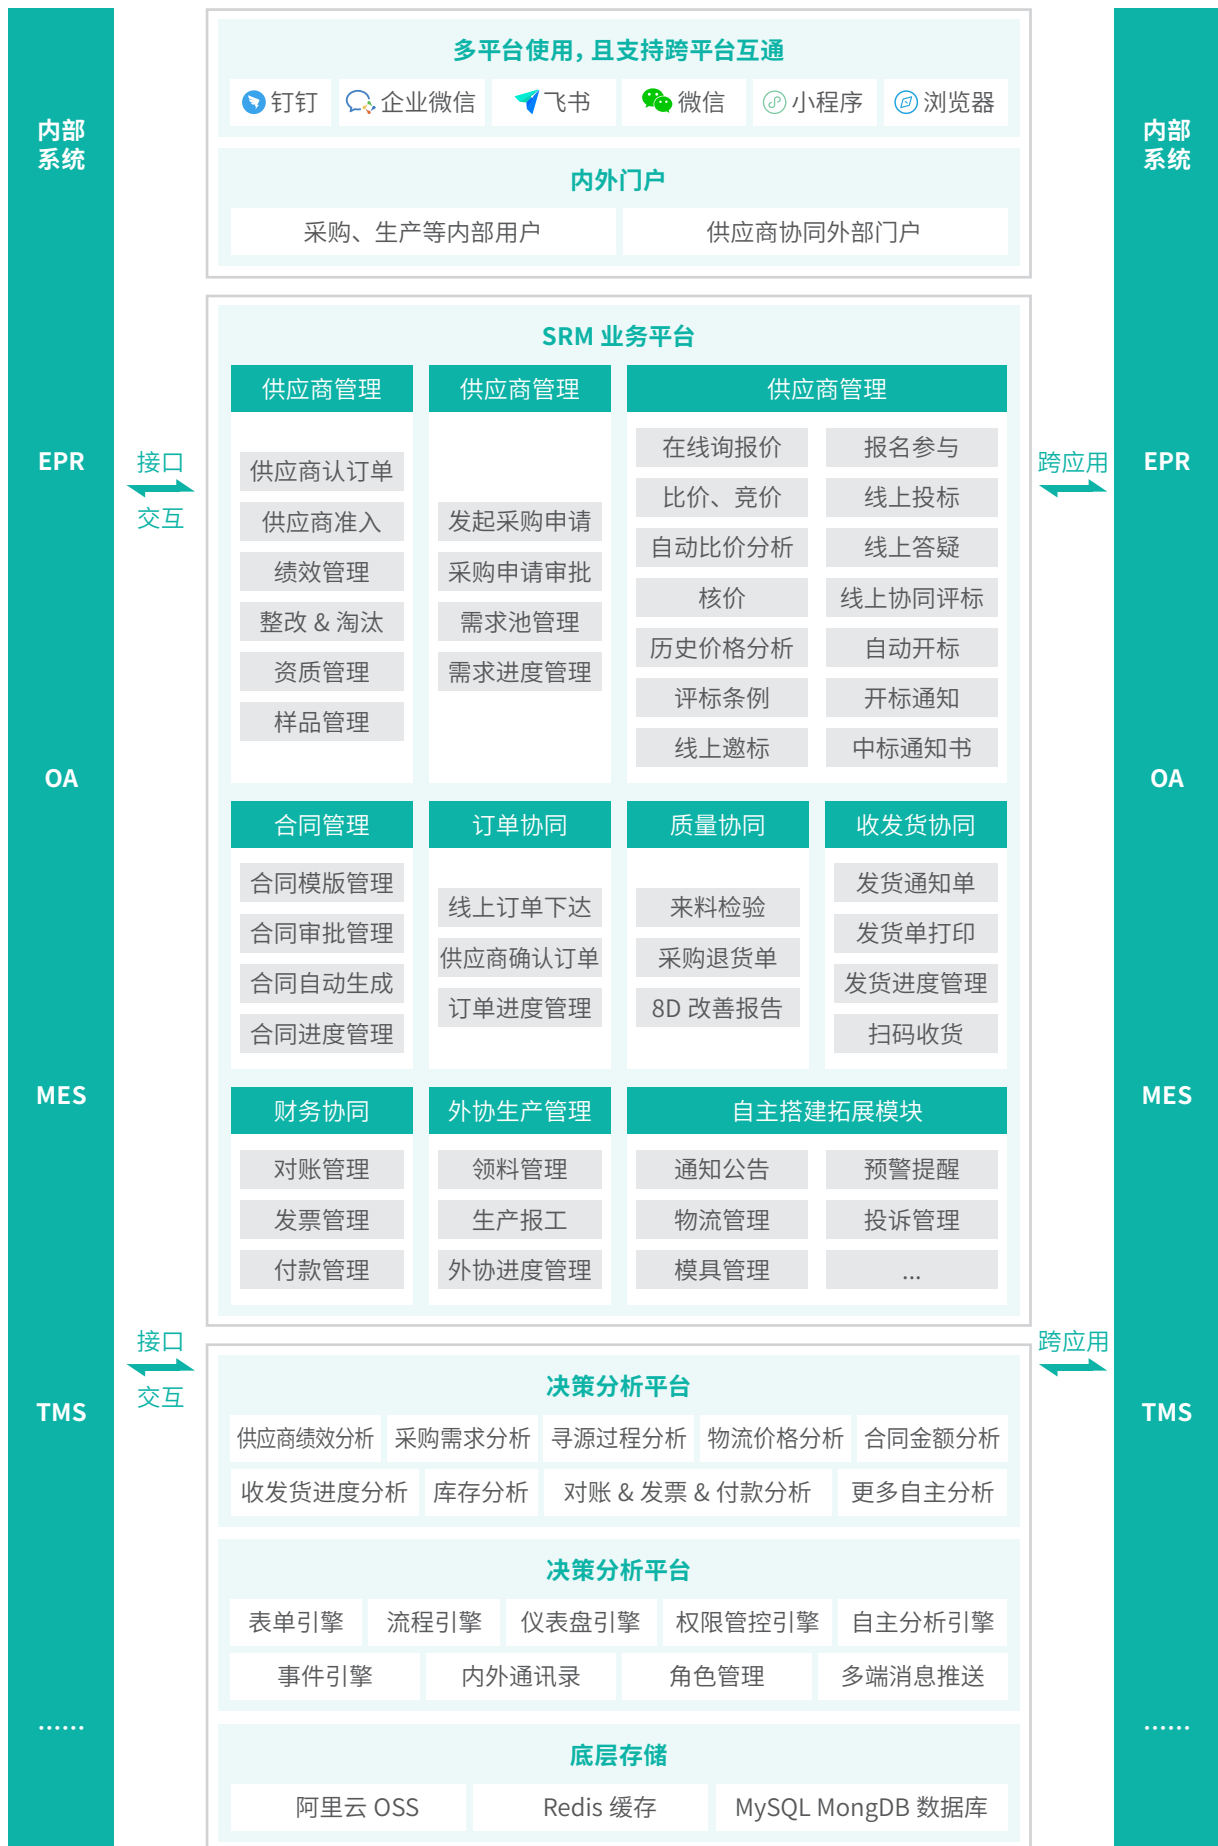 内部
系统
EPR
OA
MES
TMS
......
接口
交互
接口
交互
多平台使用，且支持跨平台互通
钉钉
企业微信
飞书
微信
小程序
浏览器
内外门户
采购、生产等内部用户
供应商协同外部门户
SRM 业务平台
供应商管理
供应商认订单
供应商准入
绩效管理
整改 & 淘汰
资质管理
样品管理
供应商管理
发起采购申请
采购申请审批
需求池管理
需求进度管理
供应商管理
在线询报价
报名参与
比价、竞价
线上投标
自动比价分析
线上答疑
核价
线上协同评标
历史价格分析
自动开标
评标条例
开标通知
线上邀标
中标通知书
合同管理
合同模版管理
合同审批管理
合同自动生成
合同进度管理
订单协同
线上订单下达
供应商确认订单
订单进度管理
质量协同
来料检验
采购退货单
8D 改善报告
收发货协同
发货通知单
发货单打印
发货进度管理
扫码收货
财务协同
对账管理
发票管理
付款管理
外协生产管理
领料管理
生产报工
外协进度管理
自主搭建拓展模块
通知公告
预警提醒
物流管理
投诉管理
模具管理
...
决策分析平台
供应商绩效分析
采购需求分析
寻源过程分析
物流价格分析
合同金额分析
收发货进度分析
库存分析
对账 & 发票 & 付款分析
更多自主分析
决策分析平台
表单引擎
流程引擎
仪表盘引擎
权限管控引擎
自主分析引擎
事件引擎
内外通讯录
角色管理
多端消息推送
底层存储
阿里云 OSS
Redis 缓存
MySQL MongDB 数据库
跨应用
跨应用
内部
系统
EPR
OA
MES
TMS
......